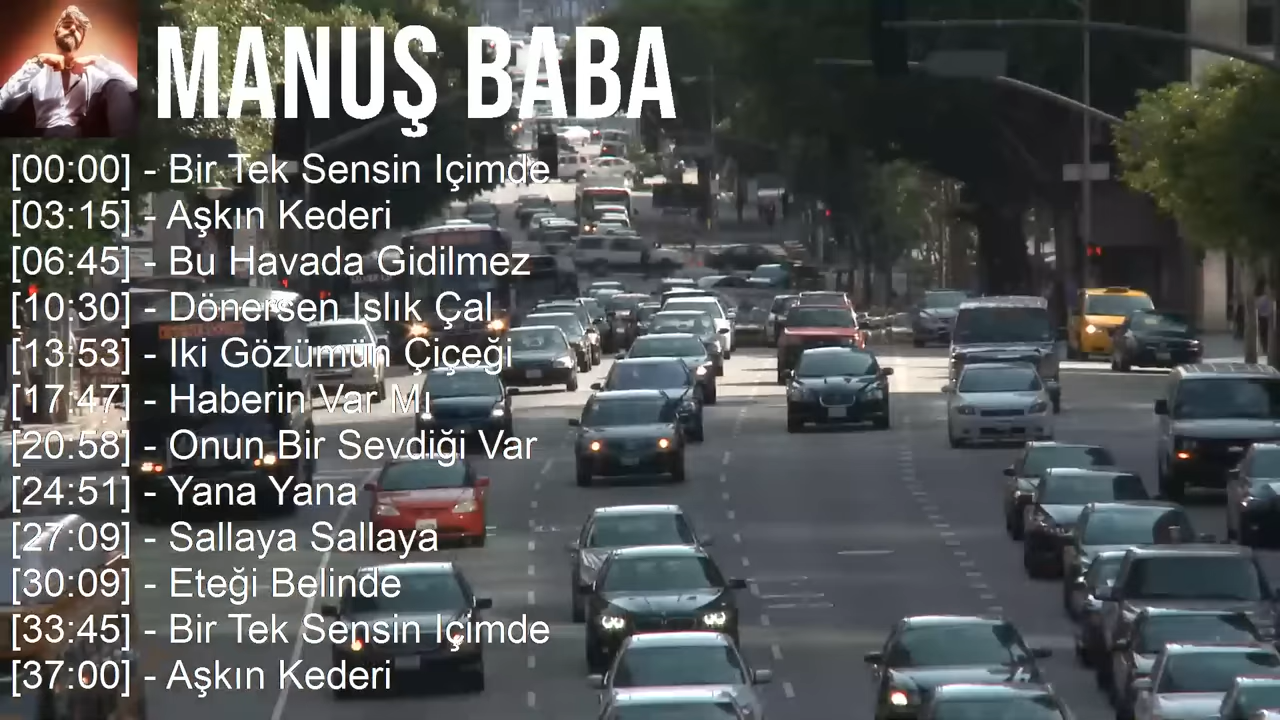 MANUŞ BABA
[00:00] - Bir Tek Sensin Içimde
[03:15] - Aşkın Kederi
[06:45] - Bu Havada Gidilmez
[10:30] - Dönersen Islık Çal
[13:53] - Iki Gözümün Çiçeği
[17:47] - Haberin Var Mı
[20:58] - Onun Bir Sevdiği Var
[24:51] - Yana Yana
[27:09] - Sallaya Sallaya
[30:09] - Eteği Belinde
[33:45] - Bir Tek Sensin Içimde
[37:00] - Aşkın Kederi